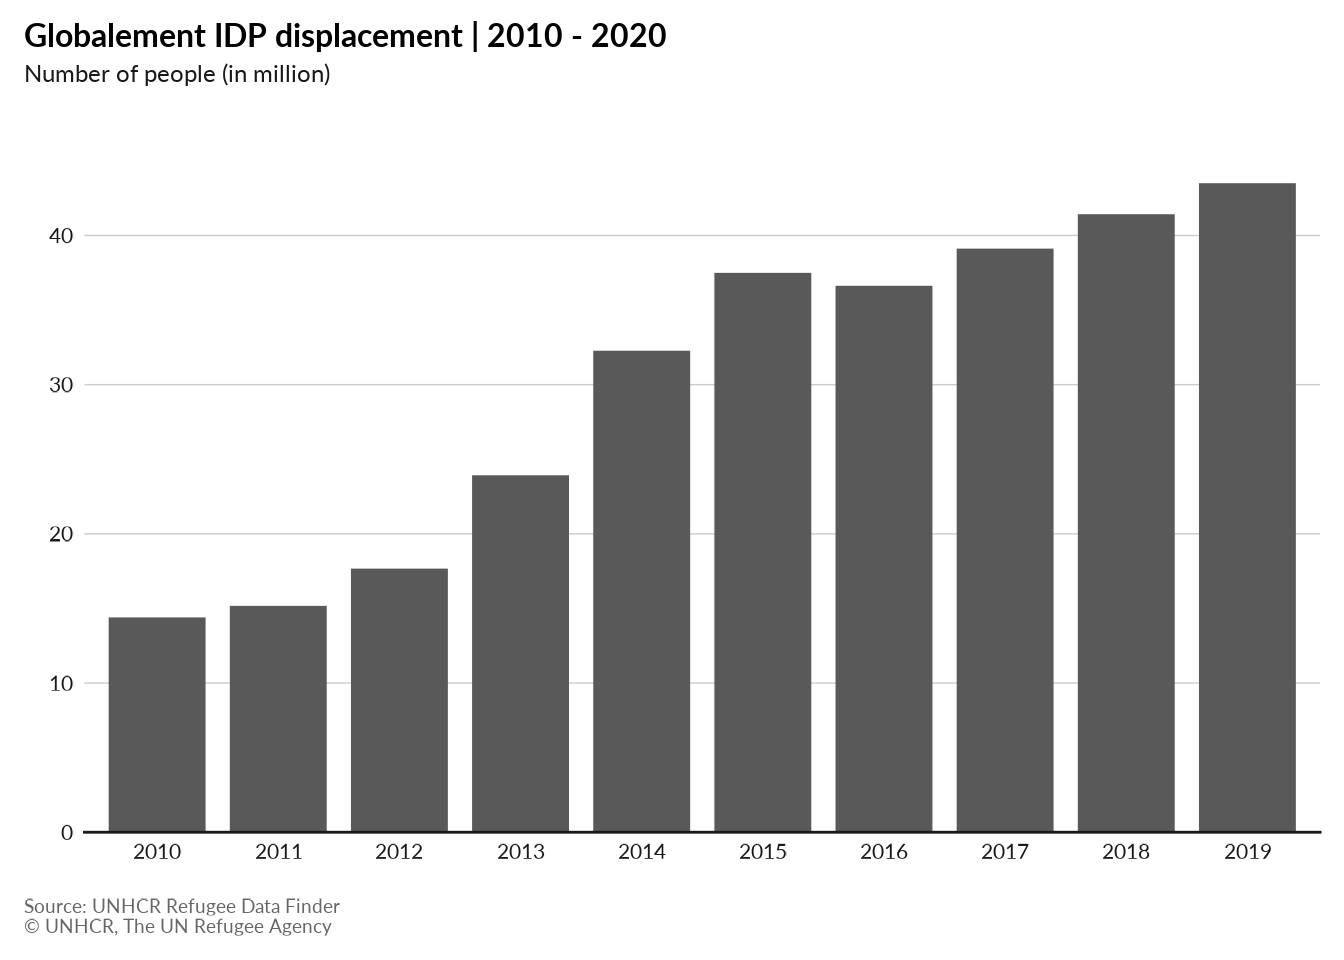 Globalement IDP displacement | 2010 - 2020
Number of people (in million)
40
30
20
10
0
2010 2011 2012 2013 2014 2015 2016 2017 2018 2019
Source: UNHCR Refugee Data Finder
© UNHCR, The UN Refugee Agency